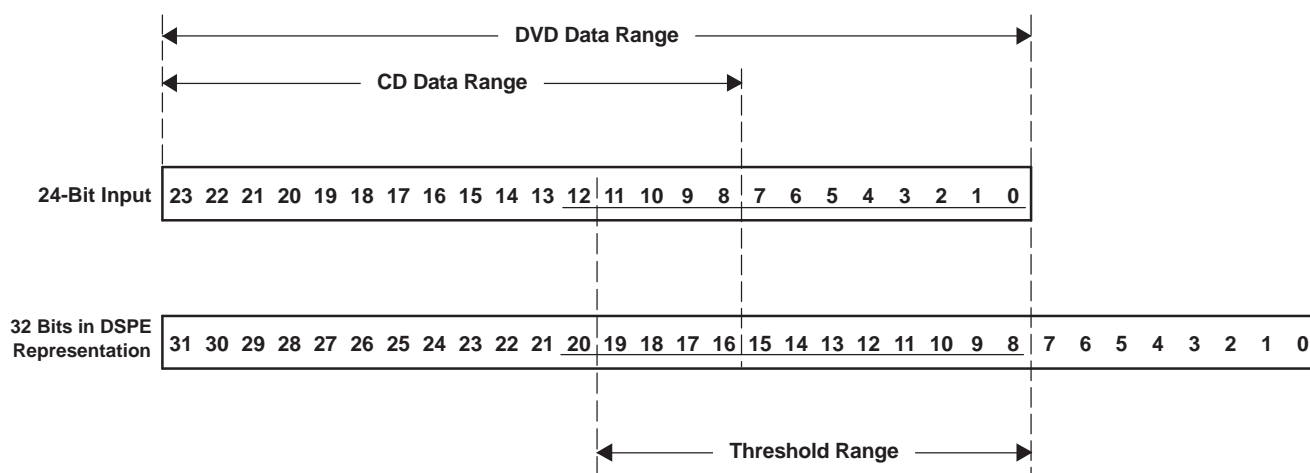 DVD Data Range
CD Data Range
24-Bit Input 23 22 21 20 19 18 17 16 15 14 13 12 11 10 9 8 7 6 5 4 3 2 1 0
32 Bits in DSPE
Representation 31 30 29 28 27 26 25 24 23 22 21 20 19 18 17 16 15 14 13 12 11 10 9 8 7 6 5 4 3 2 1 0
Threshold Range